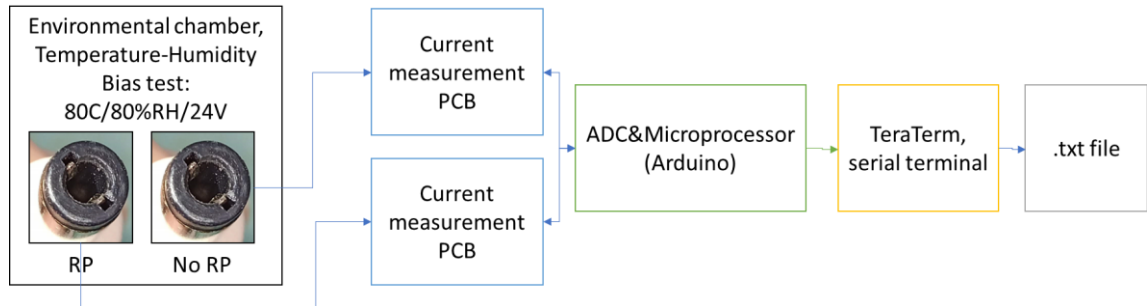 Environmental chamber,
Temperature-Humidity
Bias test:
80C/80%RH/24V
RP
No RP
Current
measurement
PCB
Current
measurement
PCB
ADC&Microprocessor
(Arduino)
TeraTerm,
serial terminal
.txt file